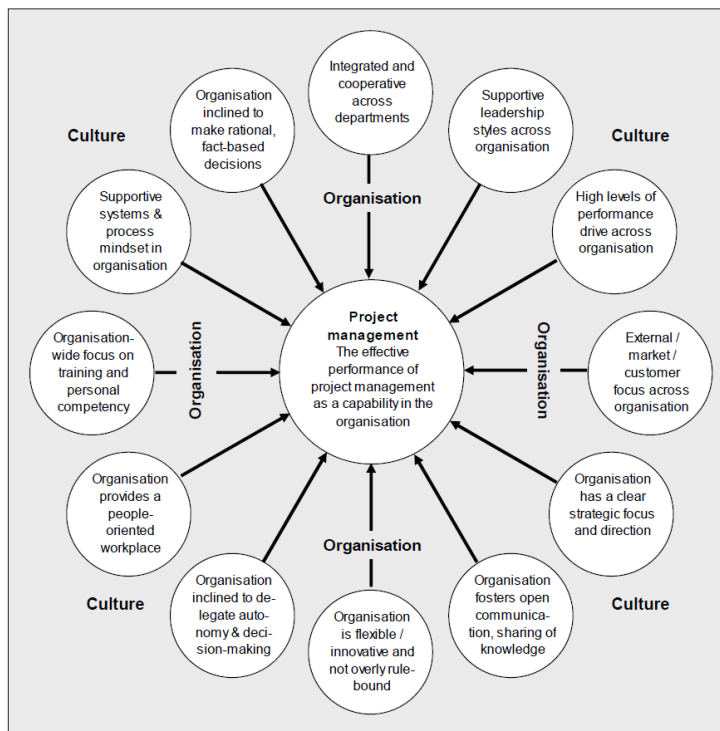 Integrated and
cooperative across
departments
Organisation
inclined to
make rational,
fact-based
decisions
Supportive
leadership
styles across
organisation
Culture
Culture
Supportive
systems &
process
mindset in
organisation
Organisation
High levels of
performance
drive across
organisation
Organisation-
wide focus on
training and
personal
competency
Organisation
Project
management
The effective
performance of
project management
as a capability in the
organisation
Organisation
External /
market /
customer
focus across
organisation
Organisation
provides a
people-
oriented
workplace
Organisation
has a clear
strategic focus
and direction
Organisation
Culture
Culture
Organisation
inclined to de-
legate autono-
my & deci-
sion-making
Organisation
is flexible /
innovative and
not overly rule-
bound
Organisation
fosters open
communica-
tion, sharing of
knowledge